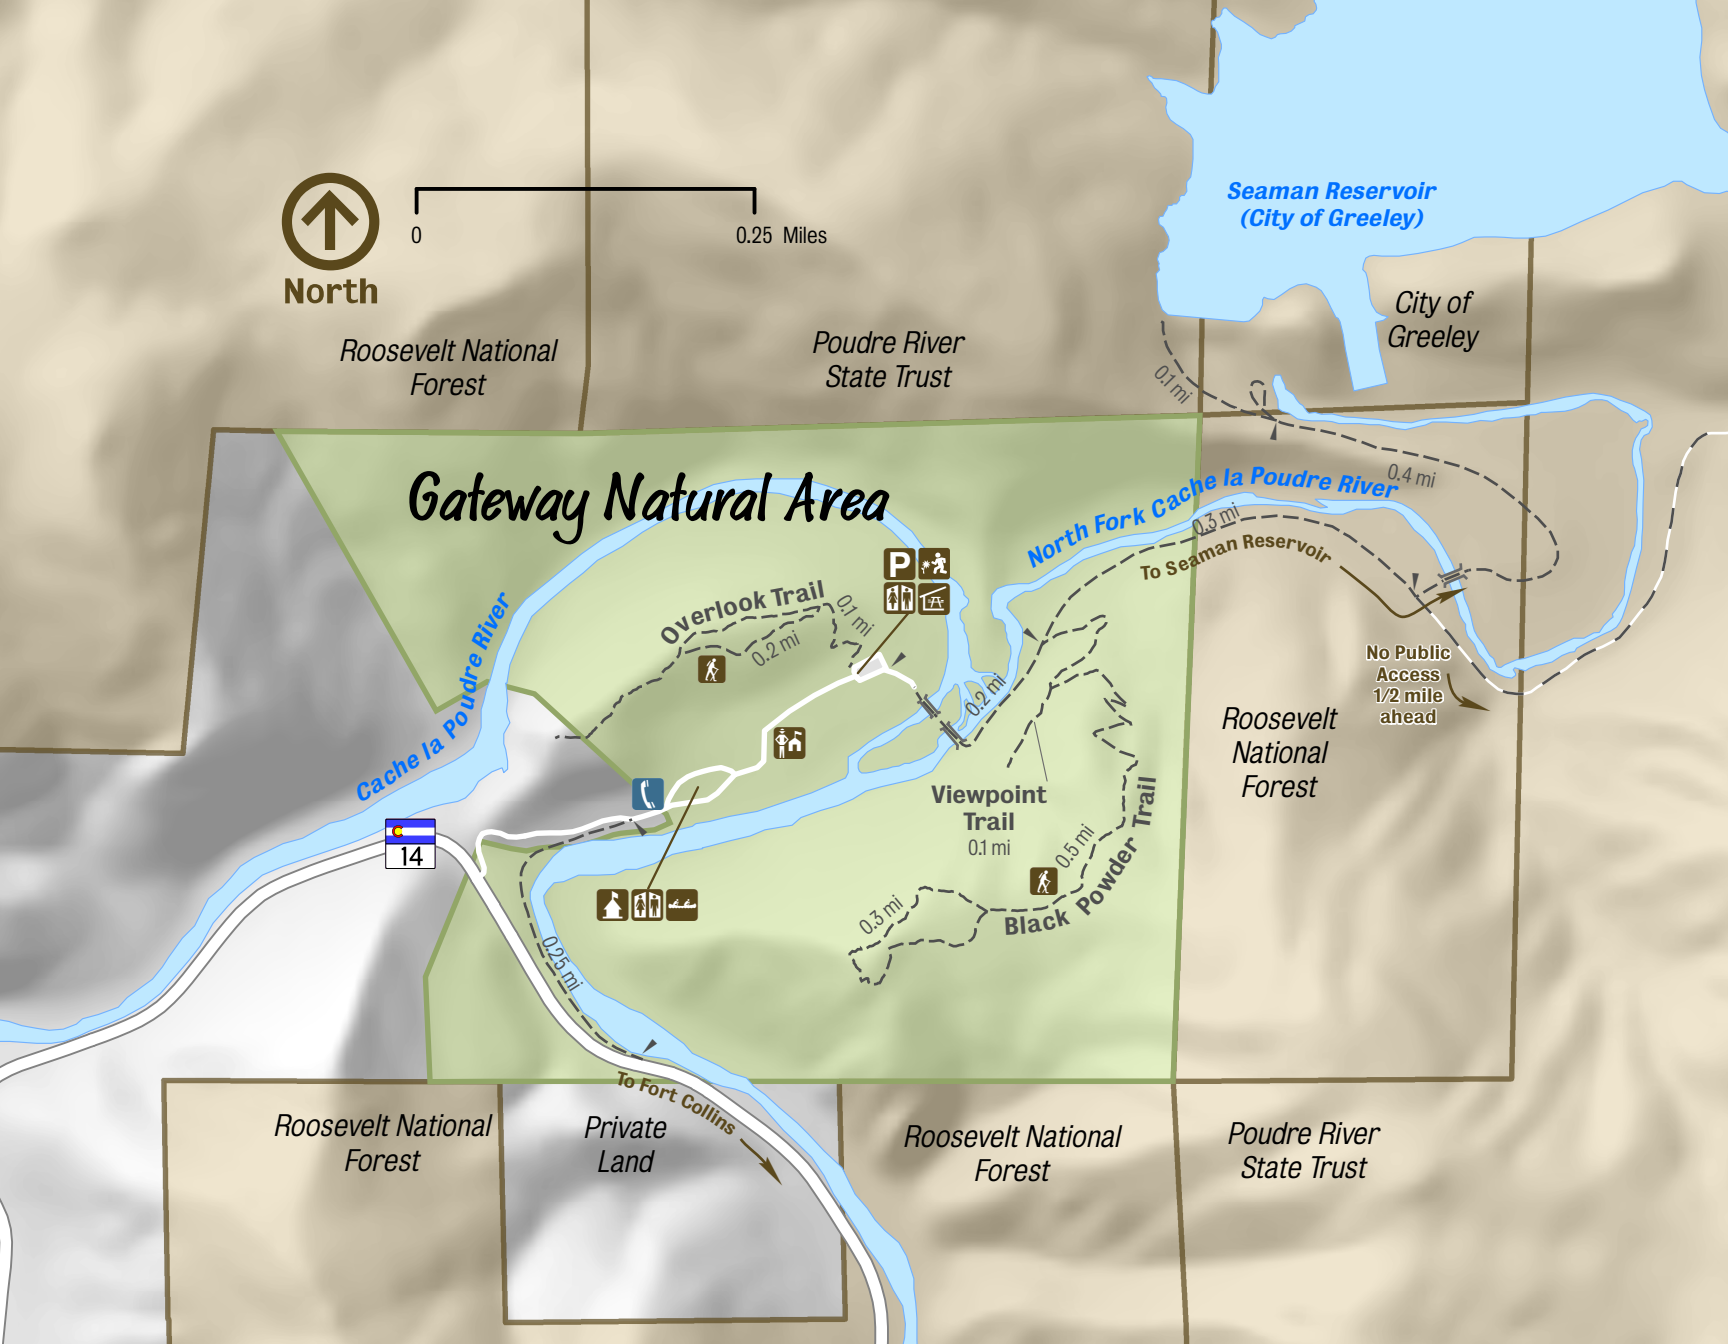 Seaman Reservoir
(City of Greeley)
0
0.25 Miles
North
City of
Greeley
Roosevelt National
Forest
Poudre River
State Trust
0.1 mi
Gateway Natural Area
0.4 mi
North Fork Cache la Poudre River
0.3 mi
To Seaman Reservoir
P
Overlook Trail
0.1 mi
0.2 mi
Cache la Poudre River
No Public
Access
1/2 mile
ahead
0.2 mi
Roosevelt
National
Forest
Viewpoint
Trail
0.1 mi
Black Powder Trail
0.5 mi
0.3 mi
C
14
0.25 mi
To Fort Collins
Roosevelt National
Forest
Private
Land
Roosevelt National
Forest
Poudre River
State Trust